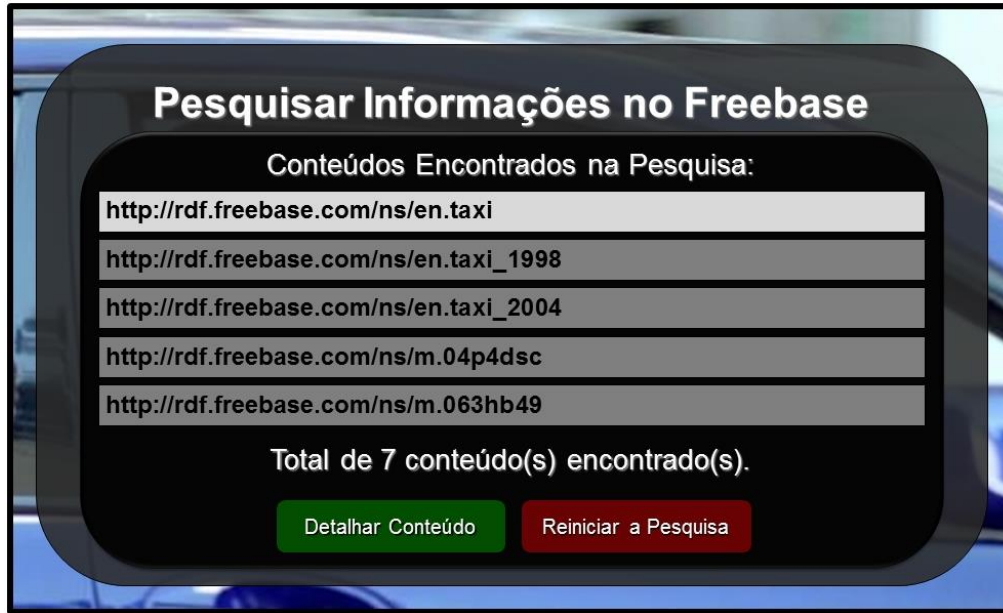 Pesquisar Informações no Freebase
Conteúdos Encontrados na Pesquisa:
http://rdf.freebase.com/ns/en.taxi
http://rdf.freebase.com/ns/en.taxi_1998
http://rdf.freebase.com/ns/en.taxi_2004
http://rdf.freebase.com/ns/m.04p4dsc
http://rdf.freebase.com/ns/m.063hb49
Total de 7 conteúdo(s) encontrado(s).
Detalhar Conteúdo
Reiniciar a Pesquisa